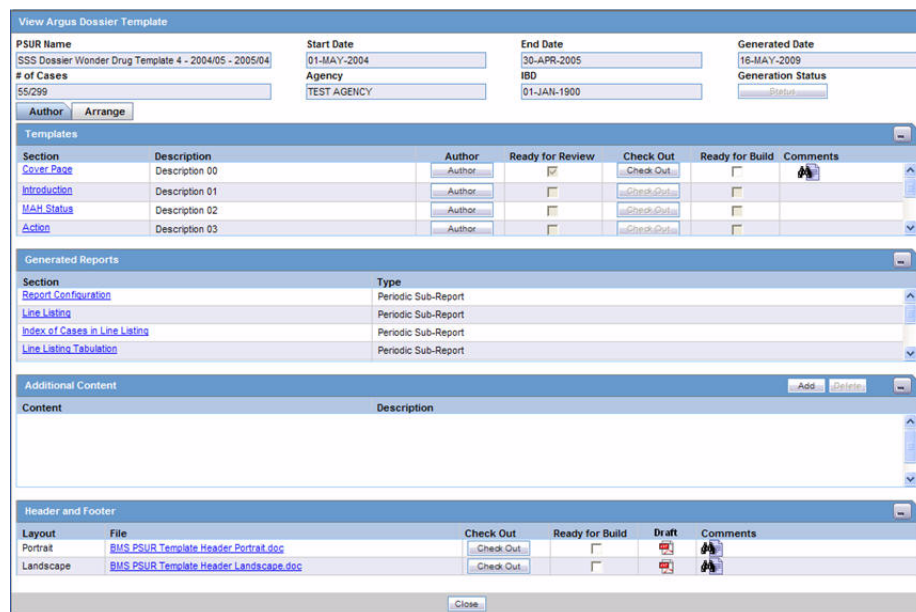 View Argus Dossier Template
PSUR Name Start Date End Date Generated Date
SSS Dossier Wonder Drug Template 4 - 2004/05 - 2005/04 01-MAY-2004 30-APR-2005 16-MAY-2009
# of Cases Agency IBD Generation Status
55/299 TEST AGENCY 01-JAN-1900 Status
Author Arrange
Templates
Section Description Author Ready for Review Check Out Ready for Build Comments
Cover Page Description 00 Author Check Out
Introduction Description 01 Author Check Out
MAH Status Description 02 Author Check Out
Action Description 03 Author Check Out
Generated Reports
Section Type
Report Configuration Periodic Sub-Report
Line Listing Periodic Sub-Report
Index of Cases in Line Listing Periodic Sub-Report
Line Listing Tabulation Periodic Sub-Report
Additional Content Add Delete
Content Description
Header and Footer
Layout File Check Out Ready for Build Draft Comments
Portrait BMS PSUR Template Header Portrait.doc Check Out
Landscape BMS PSUR Template Header Landscape.doc Check Out
Close